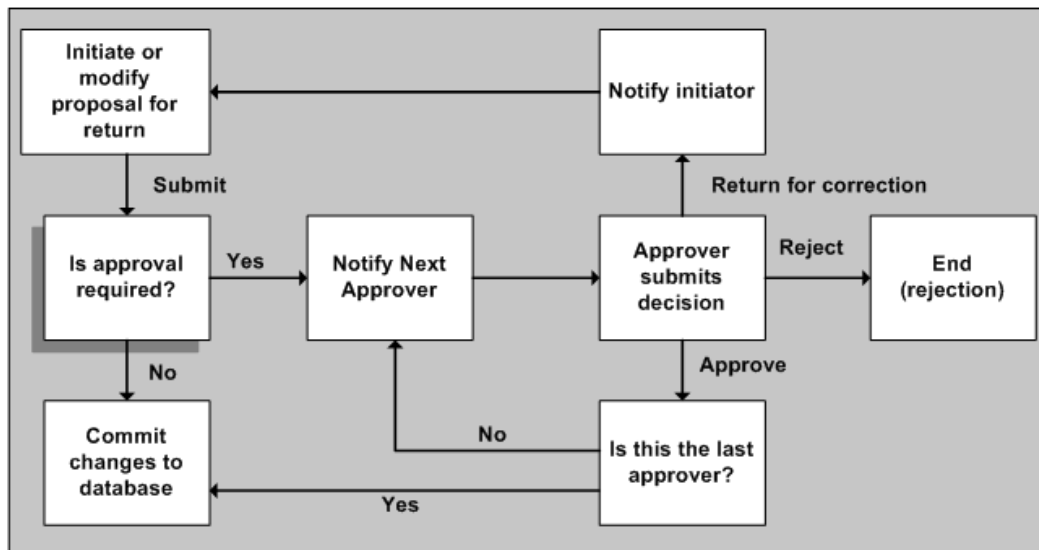 Initiate or
modify
proposal for
return
Notify initiator
Submit
Return for correction
Is approval
required?
Yes
Notify Next
Approver
Approver
submits
decision
Reject
End
(rejection)
No
Approve
Commit
changes to
database
No
Yes
Is this the last
approver?